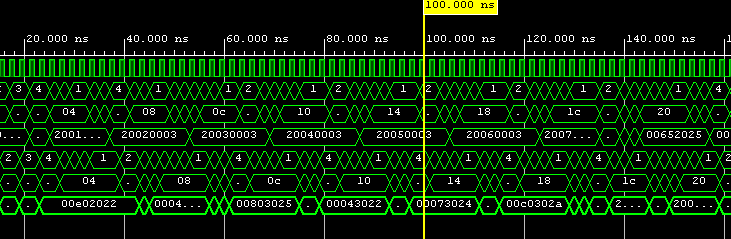 100.000 ns
20.000 ns 40.000 ns 60.000 ns 80.000 ns 100.000 ns 120.000 ns 140.000 ns
3 4 1 4 1 2 1 2 1 2 1 2 1 2 1 4
04 08 0c 10 14 18 1c 20
2001... 20020003 20030003 20040003 20050003 20060003 2007... 00652025 00
2 3 4 1 2 1 4 1 4 1 4 1 4 1 4 1 2
04 08 0c 10 14 18 1c 20
00e02022 0004... 00803025 00043022 00073024 00c0302a 2... 200...